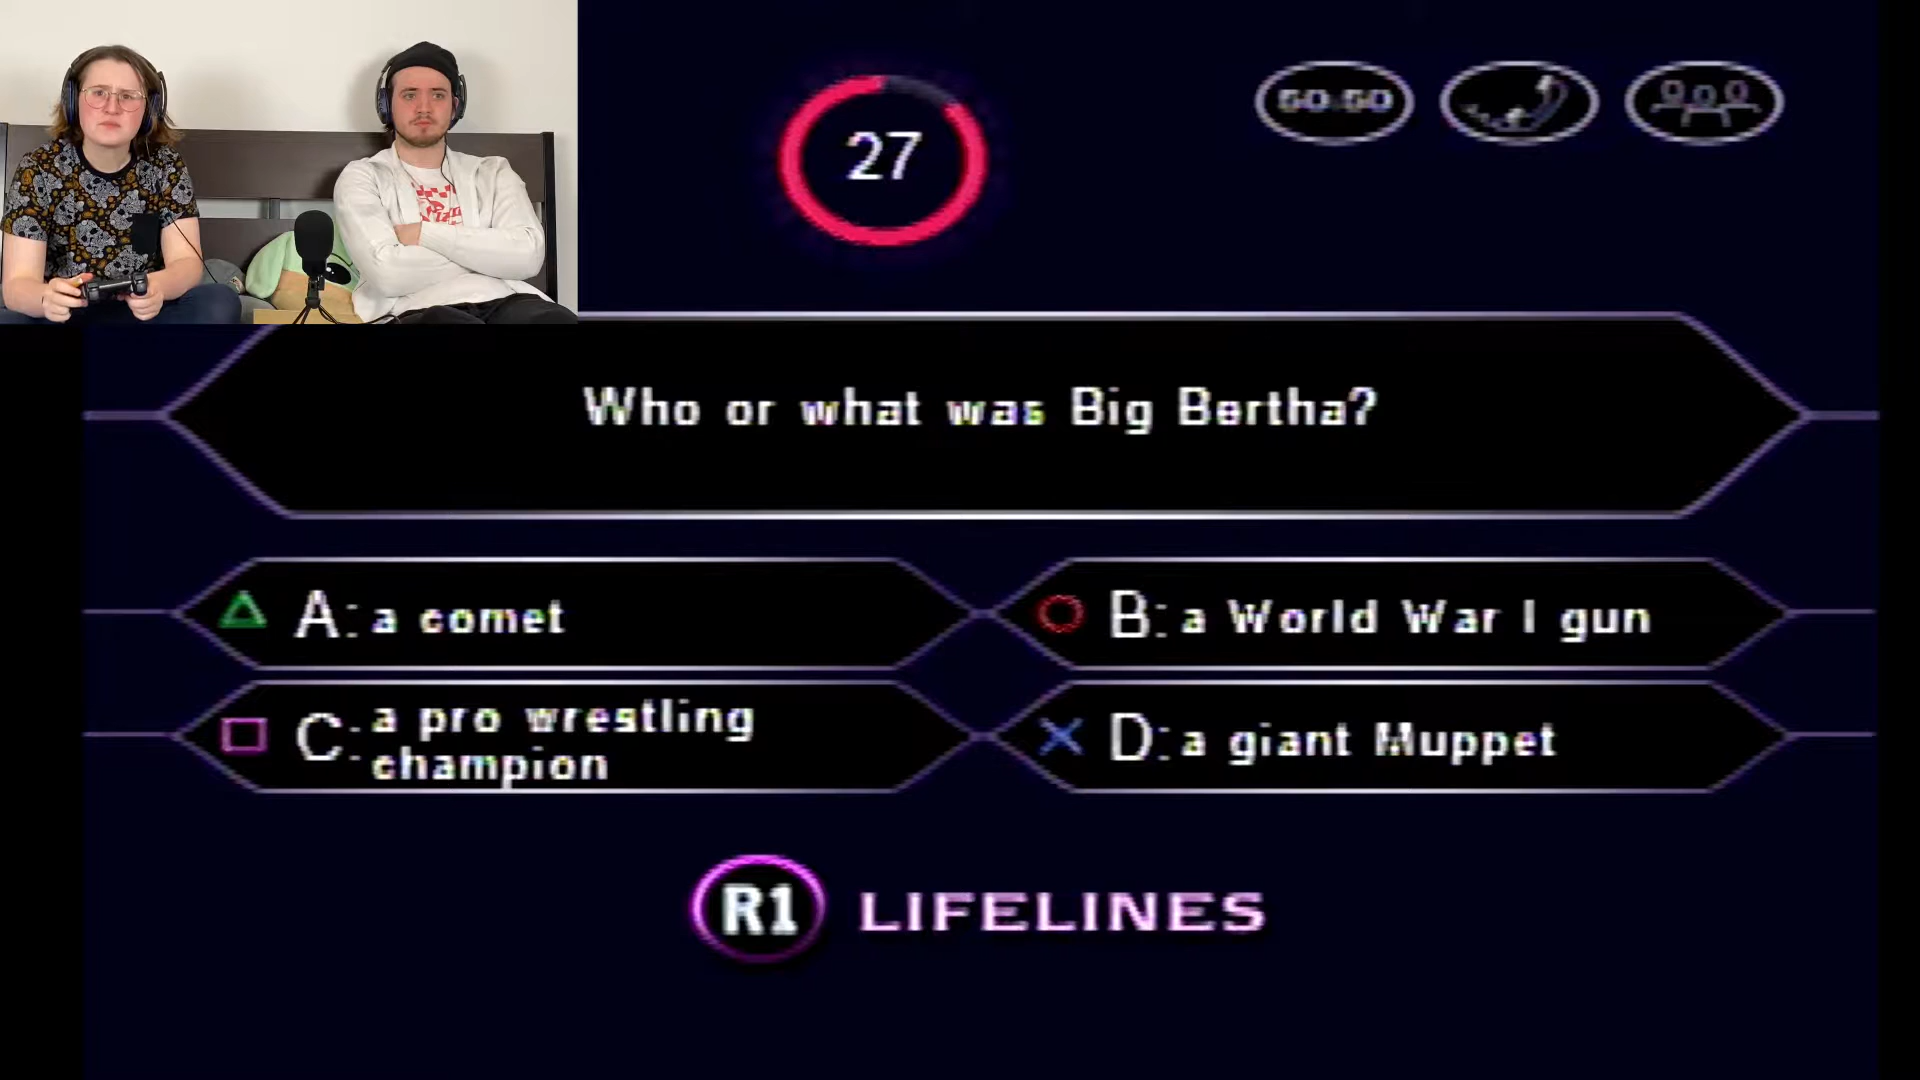 27
50:50
Who or what was Big Bertha?
A: a comet
B: a World War I gun
C: a pro wrestling
champion
D: a giant Muppet
R1 LIFELINES